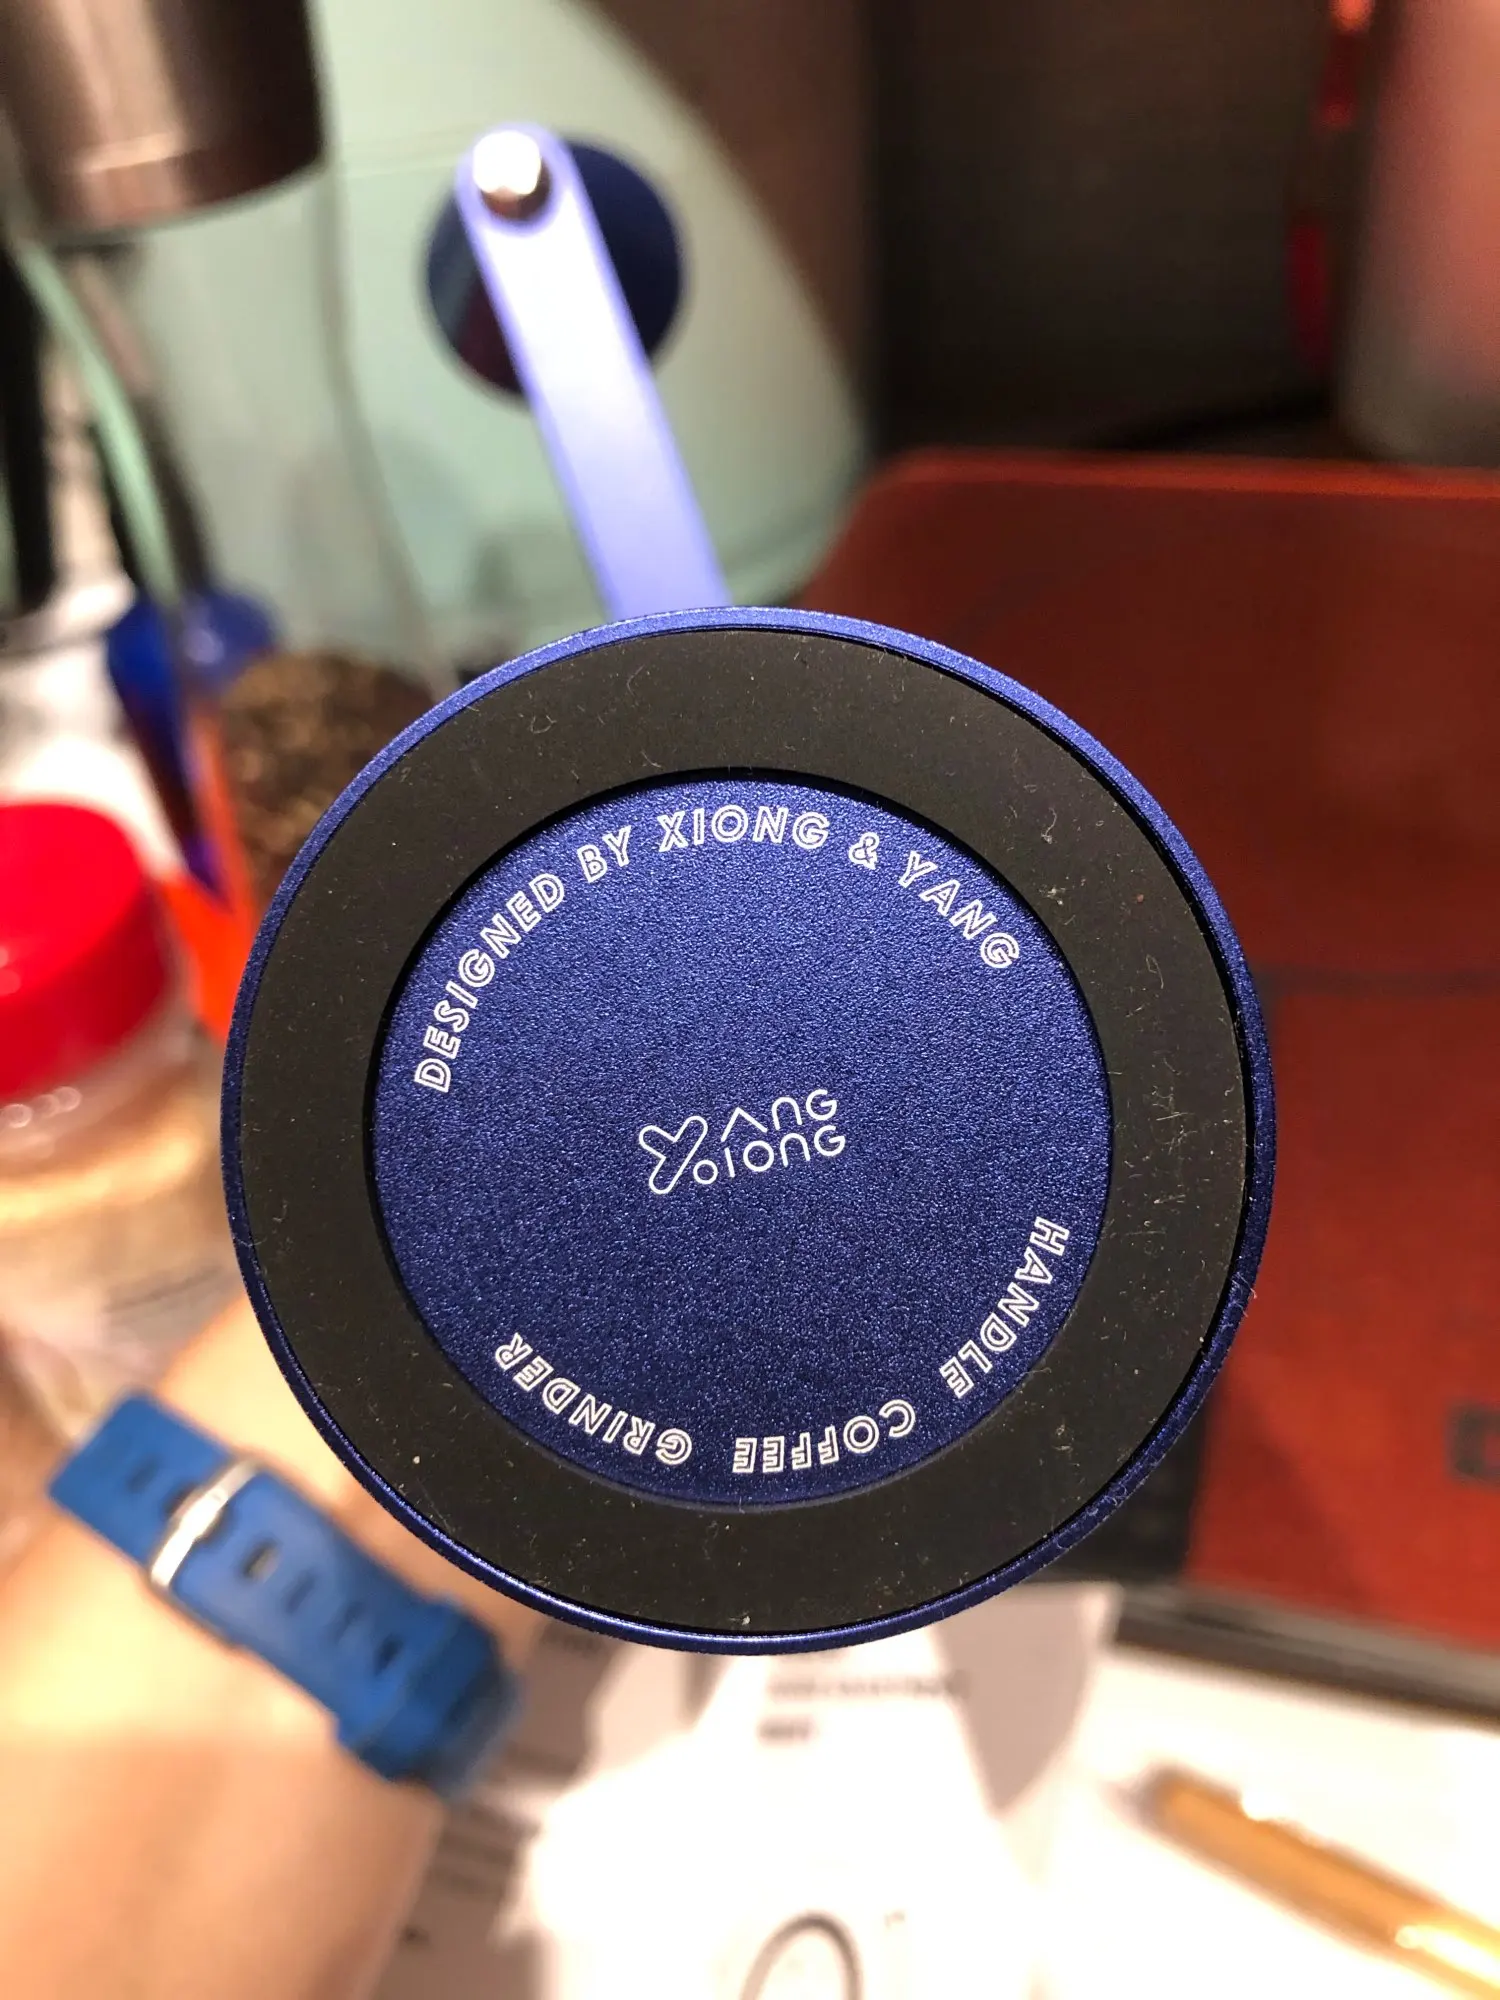 DESIGNED BY XIONG & YANG
YANG
XIONG
HANDLE COFFEE GRINDER